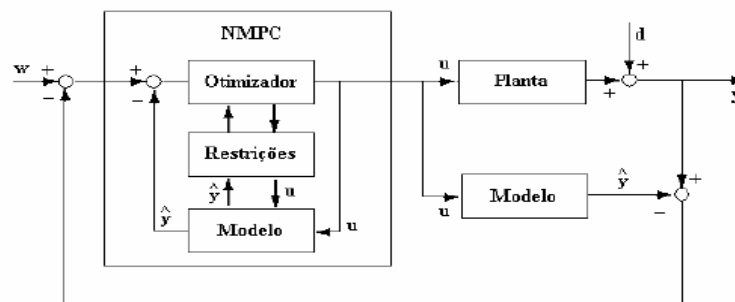 NMPC
d
w
+
−
+
−
Otimizador
u
Planta
+
+
y
Restrições
ŷ
u
ŷ
Modelo
u
u
Modelo
ŷ
+
−